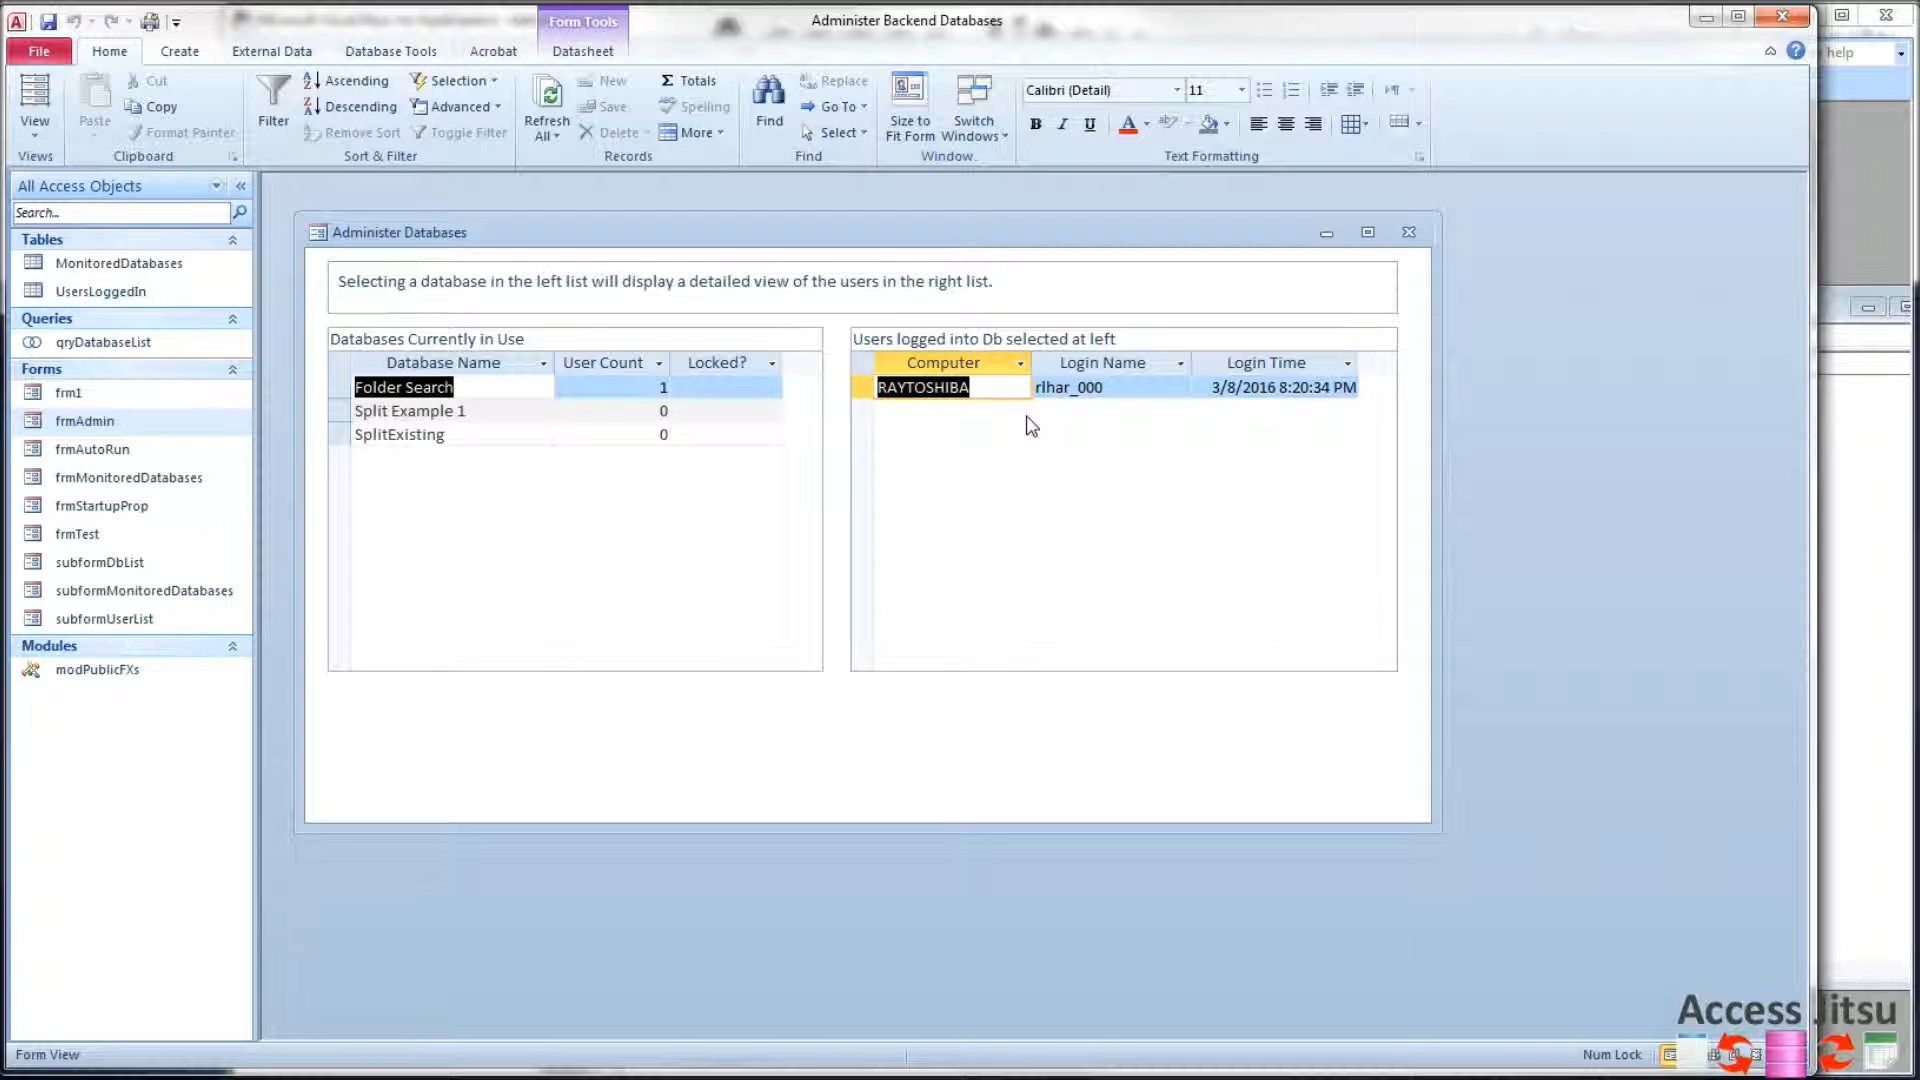 Form Tools
Administer Backend Databases
File
Home
Create
External Data
Database Tools
Acrobat
Datasheet
help
View
Views
Paste
Cut
Copy
Format Painter
Clipboard
Filter
Ascending
Descending
Remove Sort
Selection
Advanced
Toggle Filter
Sort & Filter
Refresh
All
New
Save
Delete
Totals
Spelling
More
Records
Find
Replace
Go To
Select
Find
Size to
Fit Form
Switch
Windows
Window
Calibri (Detail)
11
B I U A
Text Formatting
All Access Objects
Search...
Tables
MonitoredDatabases
UsersLoggedIn
Queries
qryDatabaseList
Forms
frm1
frmAdmin
frmAutoRun
frmMonitoredDatabases
frmStartupProp
frmTest
subformDbList
subformMonitoredDatabases
subformUserList
Modules
modPublicFXs
Administer Databases
Selecting a database in the left list will display a detailed view of the users in the right list.
Databases Currently in Use
Database Name User Count Locked?
Folder Search 1
Split Example 1 0
SplitExisting 0
Users logged into Db selected at left
Computer Login Name Login Time
RAYTOSHIBA rlhar_000 3/8/2016 8:20:34 PM
Form View
Num Lock
Access Jitsu